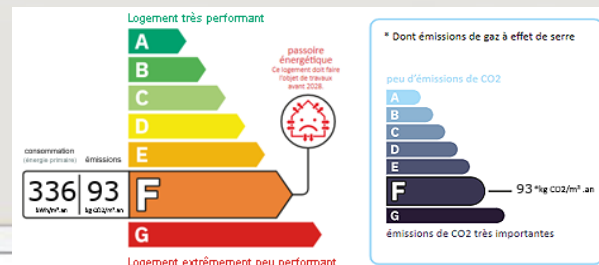 Logement très performant
A
B
C
D
E
F
G
passoire
énergétique
Ce logement doit faire
l'objet de travaux
avant 2028.
consommation
(énergie primaire)
émissions
336
93
kWh/m².an
kg CO2/m².an
Logement extrêmement peu performant
* Dont émissions de gaz à effet de serre
peu d'émissions de CO2
A
B
C
D
E
F
G
93 *kg CO2/m².an
émissions de CO2 très importantes